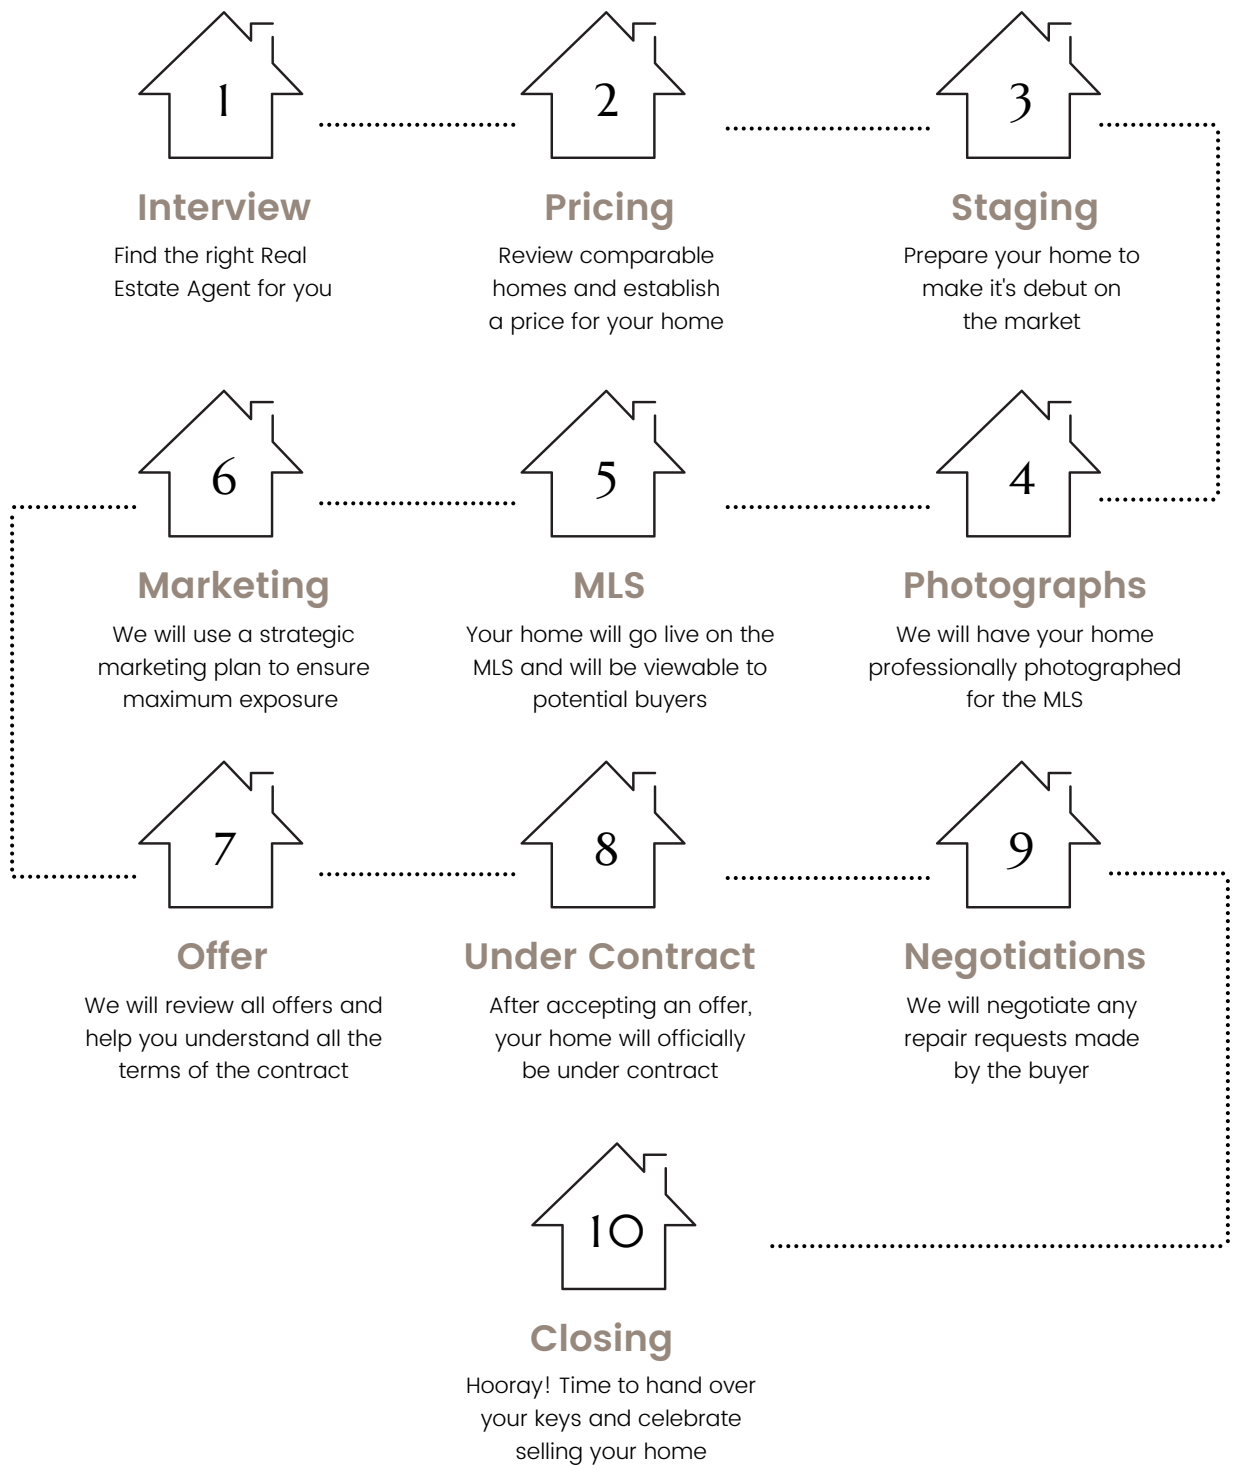 1
Interview
Find the right Real
Estate Agent for you
2
Pricing
Review comparable
homes and establish
a price for your home
3
Staging
Prepare your home to
make it's debut on
the market
4
Photographs
We will have your home
professionally photographed
for the MLS
5
MLS
Your home will go live on the
MLS and will be viewable to
potential buyers
6
Marketing
We will use a strategic
marketing plan to ensure
maximum exposure
7
Offer
We will review all offers and
help you understand all the
terms of the contract
8
Under Contract
After accepting an offer,
your home will officially
be under contract
9
Negotiations
We will negotiate any
repair requests made
by the buyer
10
Closing
Hooray! Time to hand over
your keys and celebrate
selling your home